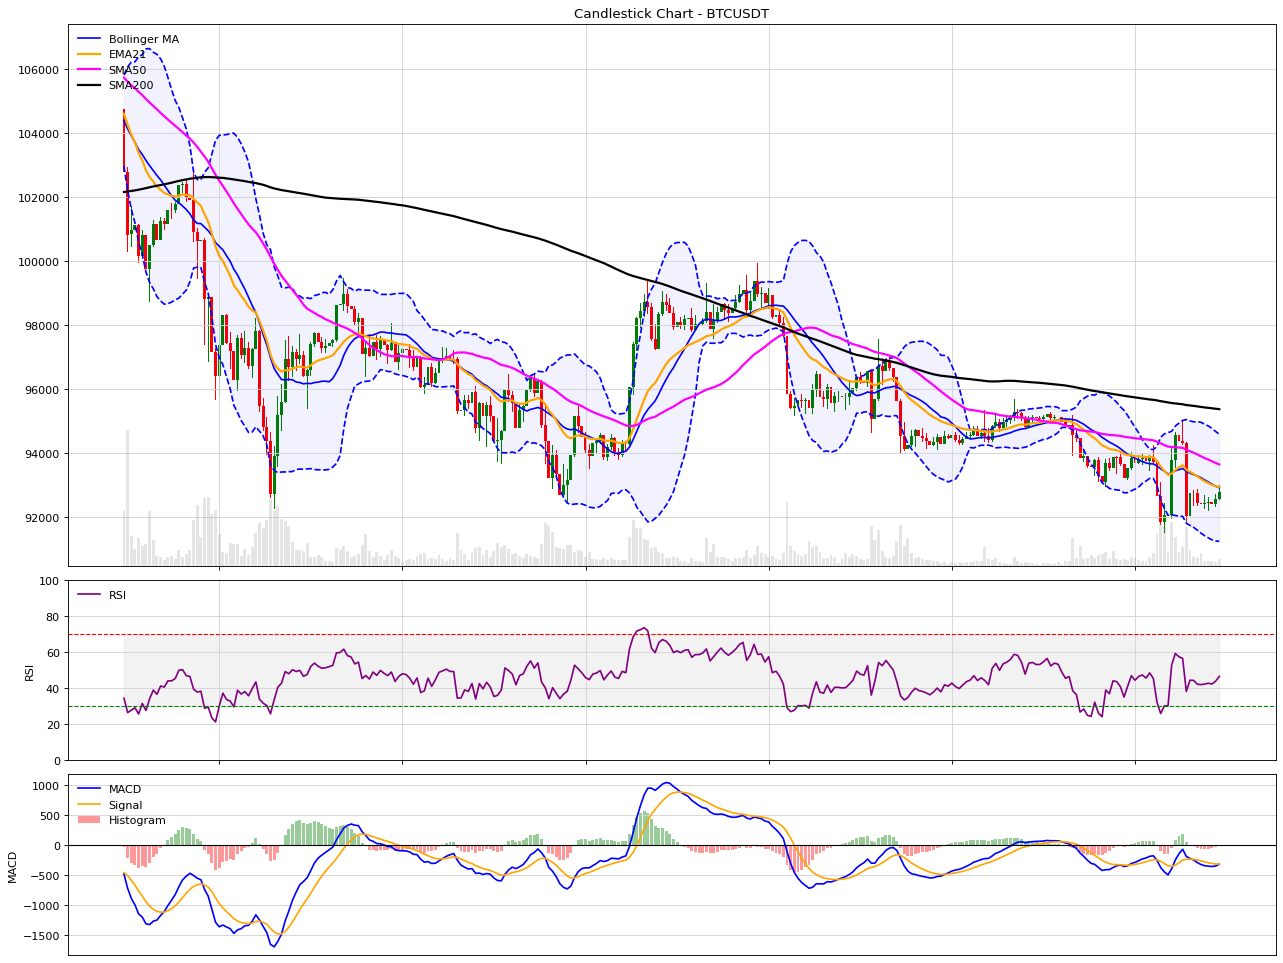 Candlestick Chart - BTCUSDT
Bollinger MA
EMA21
SMA50
SMA200
106000
104000
102000
100000
98000
96000
94000
92000
RSI
100
80
60
40
20
0
RSI
MACD
Signal
Histogram
1000
500
0
−500
−1000
−1500
MACD